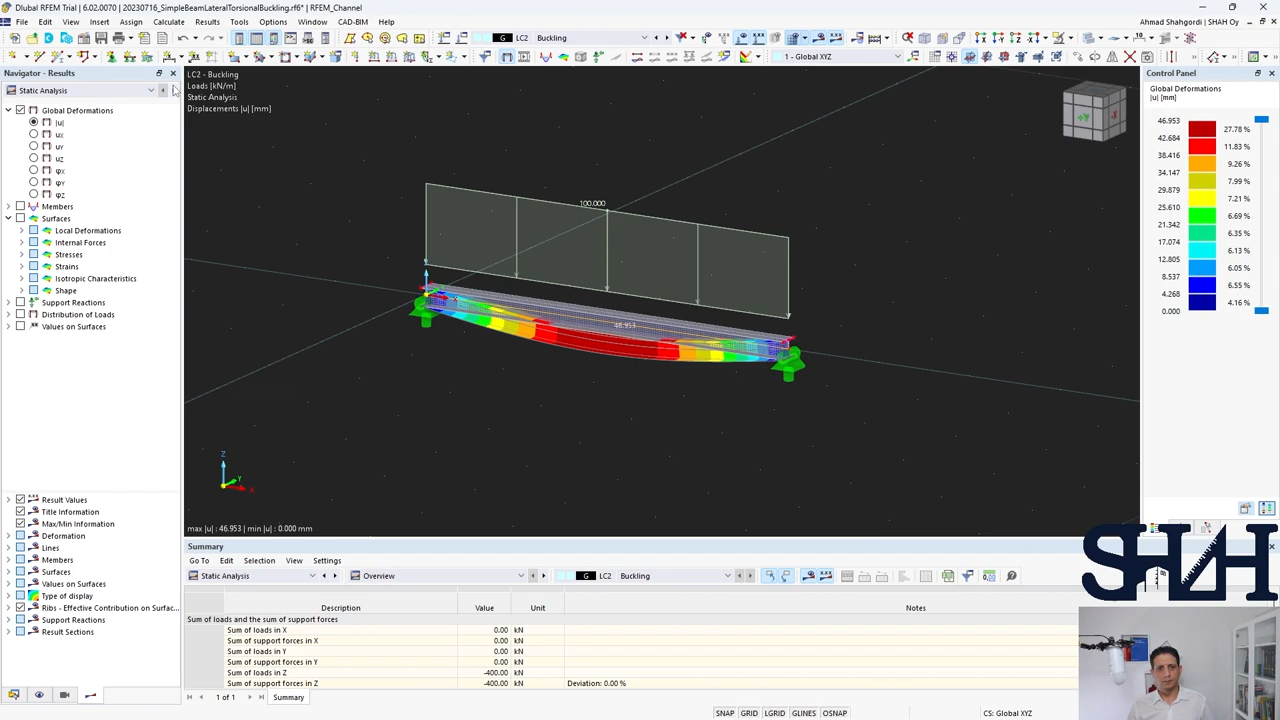 Dlubal RFEM Trial | 6.02.0070 | 20230716_SimpleBeamLateralTorsionalBuckling.rf6* | RFEM_Channel
File Edit View Insert Assign Calculate Results Tools Options Window CAD-BIM Help
Ahmad Shahgordi | SHAH Oy
G LC2 Buckling
1 - Global XYZ
Navigator - Results
Static Analysis
Global Deformations
|u|
uX
uY
uZ
φX
φY
φZ
Members
Surfaces
Local Deformations
Internal Forces
Stresses
Strains
Isotropic Characteristics
Shape
Support Reactions
Distribution of Loads
Values on Surfaces
Result Values
Title Information
Max/Min Information
Deformation
Lines
Members
Surfaces
Values on Surfaces
Type of display
Ribs - Effective Contribution on Surfac...
Support Reactions
Result Sections
LC2 - Buckling
Loads [kN/m]
Static Analysis
Displacements |u| [mm]
100.000
46.953
+Y -X
Z
Y
X
max |u| : 46.953 | min |u| : 0.000 mm
Control Panel
Global Deformations
|u| [mm]
46.953
27.78 %
42.684
11.83 %
38.416
9.26 %
34.147
7.99 %
29.879
7.21 %
25.610
6.69 %
21.342
6.35 %
17.074
6.13 %
12.805
6.05 %
8.537
6.55 %
4.268
4.16 %
0.000
Summary
Go To Edit Selection View Settings
Static Analysis Overview G LC2 Buckling
Description Value Unit Notes
Sum of loads and the sum of support forces
Sum of loads in X 0.00 kN
Sum of support forces in X 0.00 kN
Sum of loads in Y 0.00 kN
Sum of support forces in Y 0.00 kN
Sum of loads in Z -400.00 kN
Sum of support forces in Z -400.00 kN Deviation: 0.00 %
1 of 1 Summary
SNAP GRID LGRID GLINES OSNAP
CS: Global XYZ